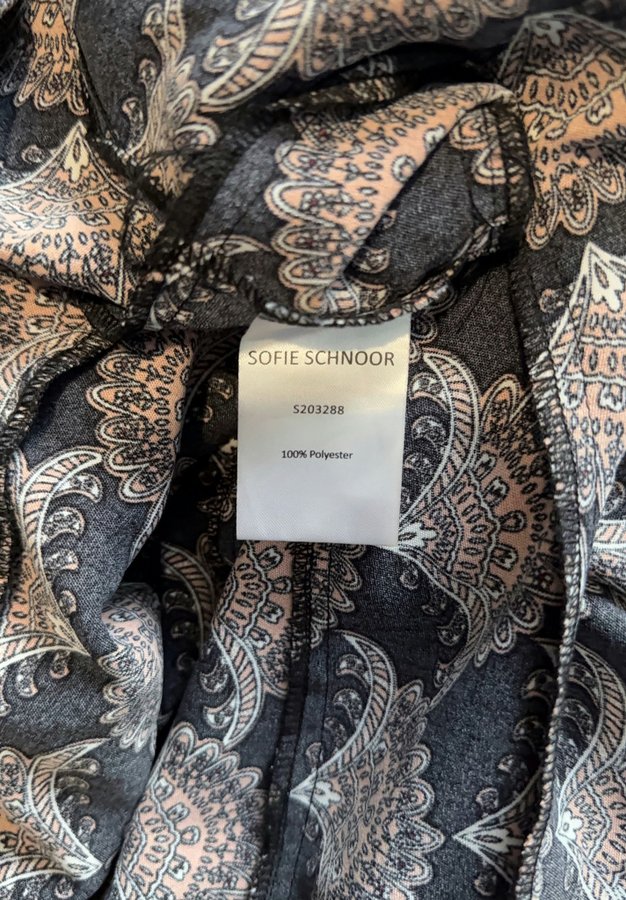 SOFIE SCHNOOR
S203288
100% Polyester